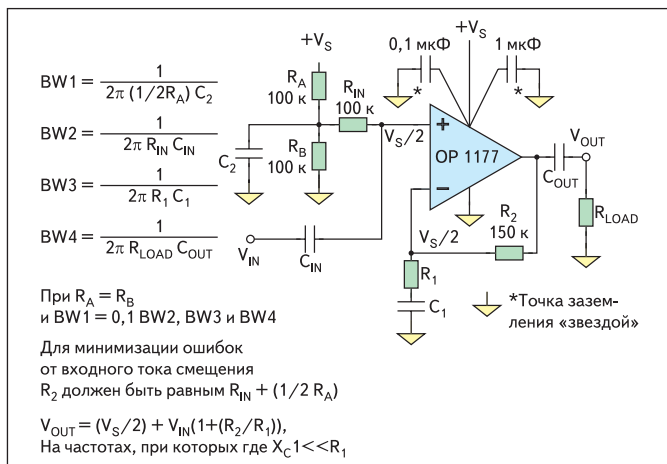 BW1 = 1 / 2π (1/2R_A) C_2
BW2 = 1 / 2π R_IN C_IN
BW3 = 1 / 2π R_1 C_1
BW4 = 1 / 2π R_LOAD C_OUT
При R_A = R_B
и BW1 = 0,1 BW2, BW3 и BW4
Для минимизации ошибок
от входного тока смещения
R_2 должен быть равным R_IN + (1/2 R_A)
V_OUT = (V_S/2) + V_IN(1+(R_2/R_1)),
На частотах, при которых где X_C1<<R_1
+V_S
R_A
100 к
R_IN
100 к
R_B
100 к
C_2
V_IN
C_IN
0,1 мкФ
*
+V_S
1 мкФ
*
V_S/2
+
OP 1177
−
V_S/2
R_2
150 к
R_1
C_1
V_OUT
C_OUT
R_LOAD
*Точка зазем-
ления «звездой»